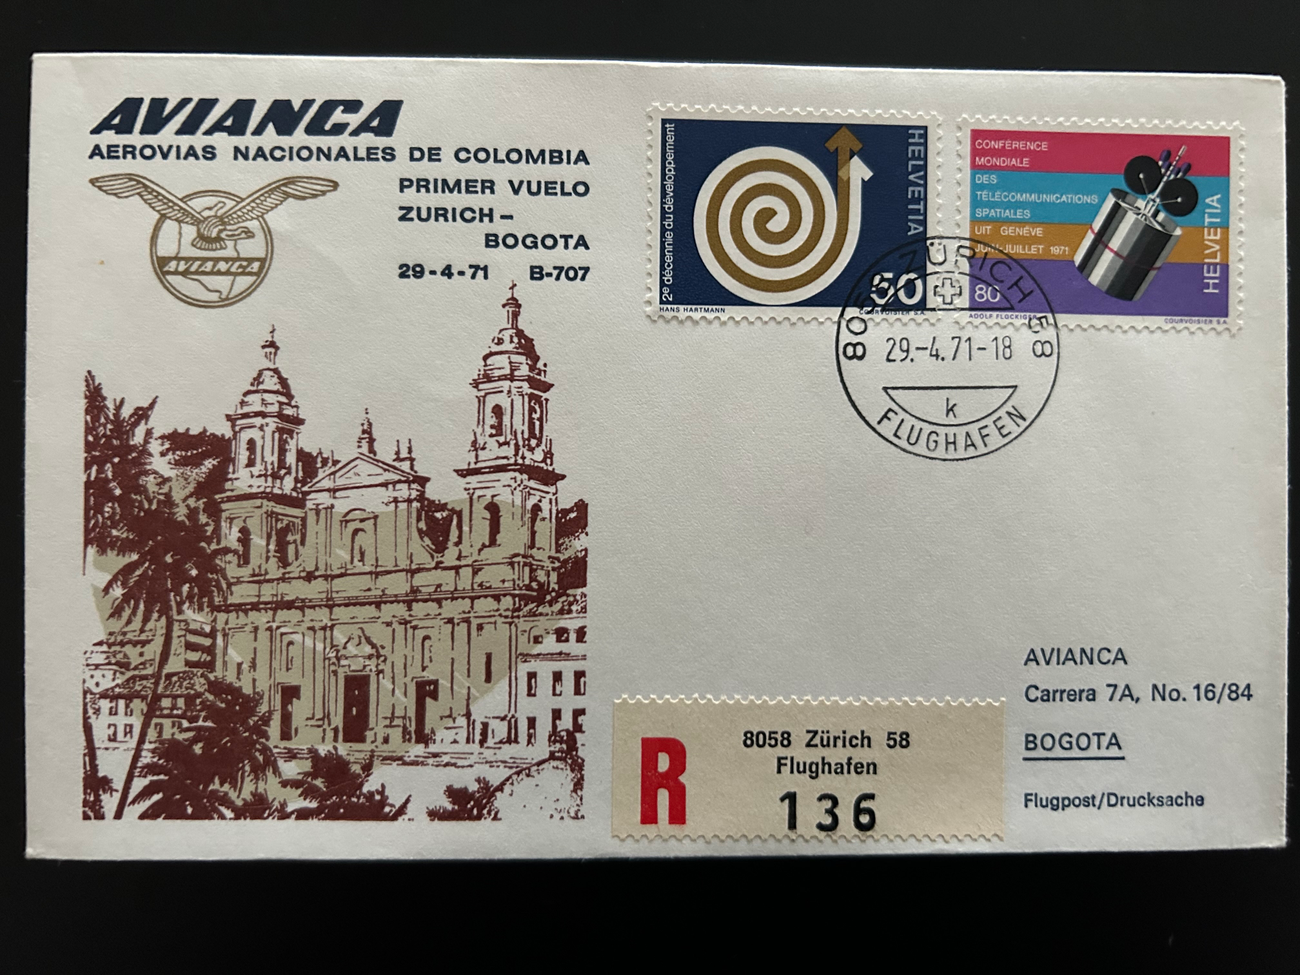 AVIANCA
AEROVIAS NACIONALES DE COLOMBIA
PRIMER VUELO
ZURICH –
BOGOTA
29-4-71 B-707
AVIANCA
2e décennie du développement
HELVETIA
50
HANS HARTMANN
COURVOISIER S.A.
CONFÉRENCE
MONDIALE
DES
TÉLÉCOMMUNICATIONS
SPATIALES
UIT GENÈVE
JUIN-JUILLET 1971
HELVETIA
80
ADOLF FLÜCKIGER
COURVOISIER S.A.
8058 ZÜRICH 58
29.-4.71-18
k
FLUGHAFEN
R
8058 Zürich 58
Flughafen
136
AVIANCA
Carrera 7A, No. 16/84
BOGOTA
Flugpost/Drucksache